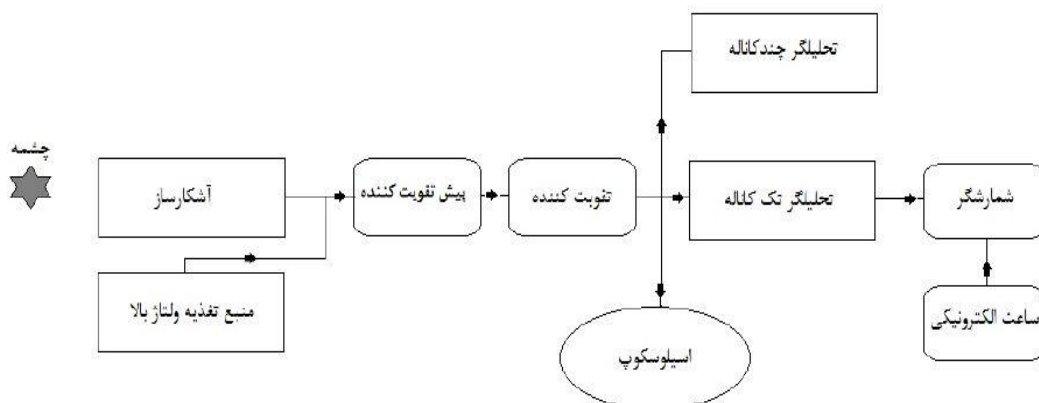 تحلیلگر چندکاناله
چشمه
آشکارساز
پیش تقویت کننده
تقویت کننده
تحلیلگر تک کاناله
شمارشگر
منبع تغذیه ولتاژ بالا
ساعت الکترونیکی
اسیلوسکوپ